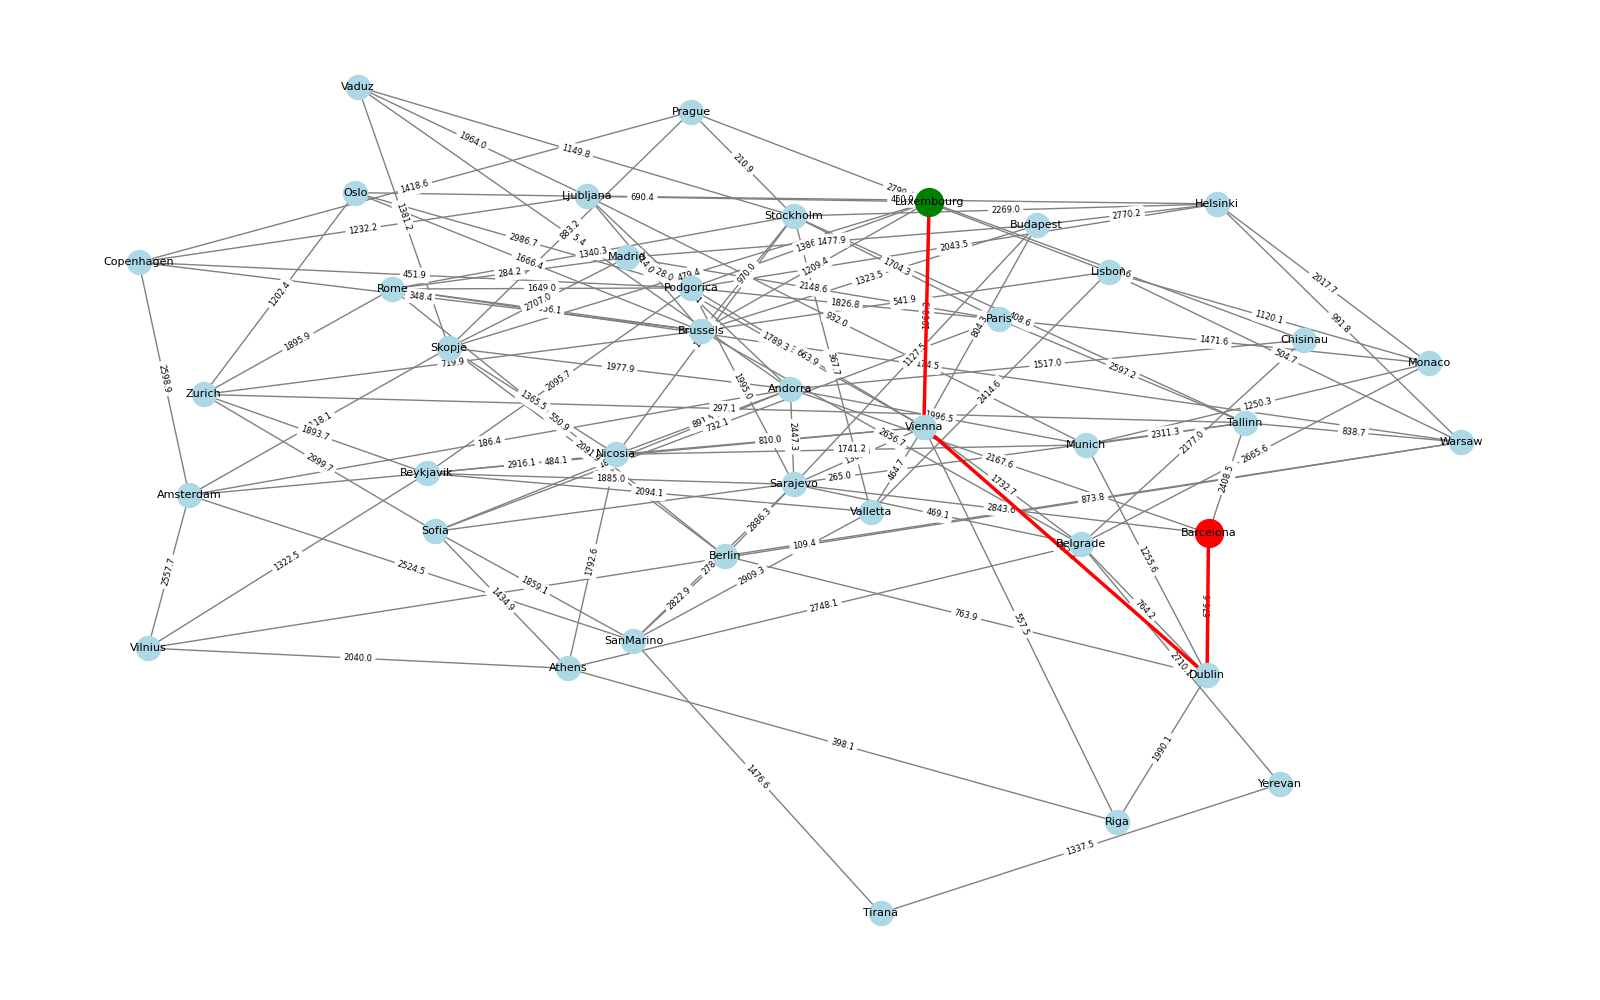 Vaduz
Prague
1964.0
1149.8
210.9
1418.6
Oslo
Ljubljana
690.4
Luxembourg
Helsinki
2269.0
2770.2
Stockholm
Budapest
1381.2
1232.2
883.2
2986.7
1477.9
2043.5
Copenhagen
Madrid
1340.3
1666.4
1209.4
1704.3
Lisbon
451.9
284.2
479.4
970.0
1323.5
2017.7
Rome
1649.0
Podgorica
2148.6
1202.4
348.4
2707.0
1826.8
541.9
1120.1
932.0
Paris
991.8
Brussels
1895.9
Skopje
719.9
1789.3
663.9
804.3
1127.5
1471.6
Chisinau
504.7
Monaco
367.7
1517.0
2598.9
1977.9
2095.7
1995.0
2597.2
Zurich
Andorra
2414.6
1365.5
297.1
1250.3
1996.5
550.9
732.1
1893.7
186.4
810.0
2447.3
2656.7
Vienna
Tallinn
838.7
Warsaw
2177.0
2311.3
Munich
2999.7
Nicosia
1741.2
2665.6
2916.1
484.1
2167.6
464.7
265.0
Reykjavik
1885.0
Sarajevo
1732.7
2408.5
Amsterdam
2094.1
873.8
469.1
2843.6
Valletta
2886.3
Sofia
Barcelona
109.4
Belgrade
Berlin
1322.5
1792.6
2524.5
2557.7
2909.3
1255.6
1859.1
1434.9
2822.9
2748.1
764.2
763.9
557.5
Vilnius
SanMarino
2040.0
Athens
Dublin
398.1
1990.1
1476.6
Yerevan
Riga
1337.5
Tirana